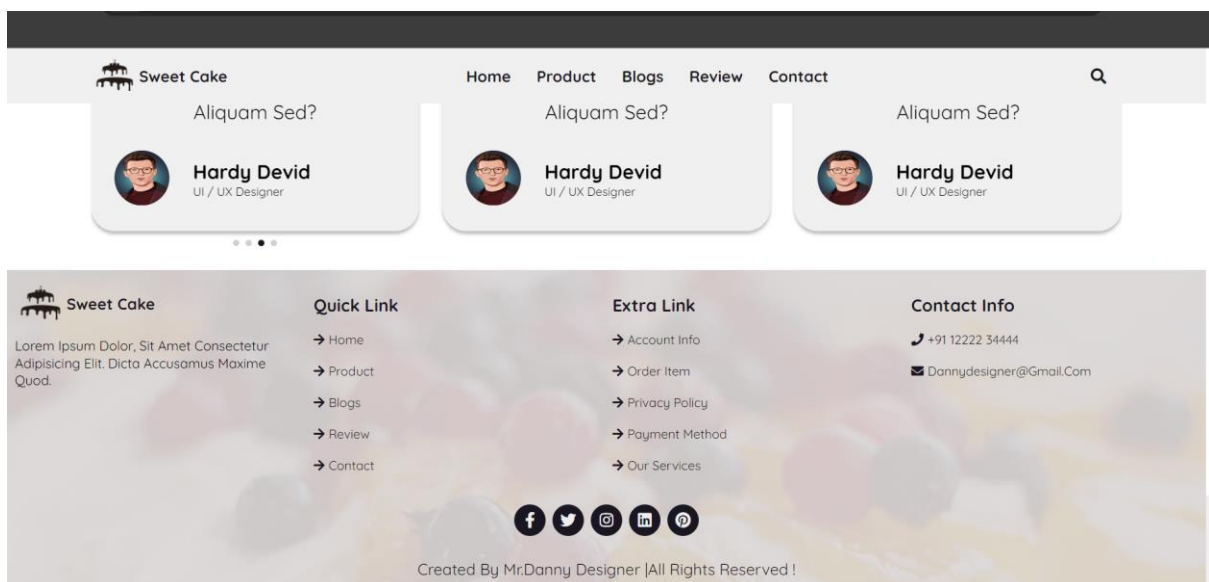 Sweet Cake
Home Product Blogs Review Contact
Aliquam Sed? Aliquam Sed? Aliquam Sed?
Hardy Devid Hardy Devid Hardy Devid
UI / UX Designer UI / UX Designer UI / UX Designer
Sweet Cake
Lorem Ipsum Dolor, Sit Amet Consectetur
Adipisicing Elit. Dicta Accusamus Maxime
Quod.
Quick Link
Home
Product
Blogs
Review
Contact
Extra Link
Account Info
Order Item
Privacy Policy
Payment Method
Our Services
Contact Info
+91 12222 34444
Dannydesigner@Gmail.Com
Created By Mr.Danny Designer |All Rights Reserved !